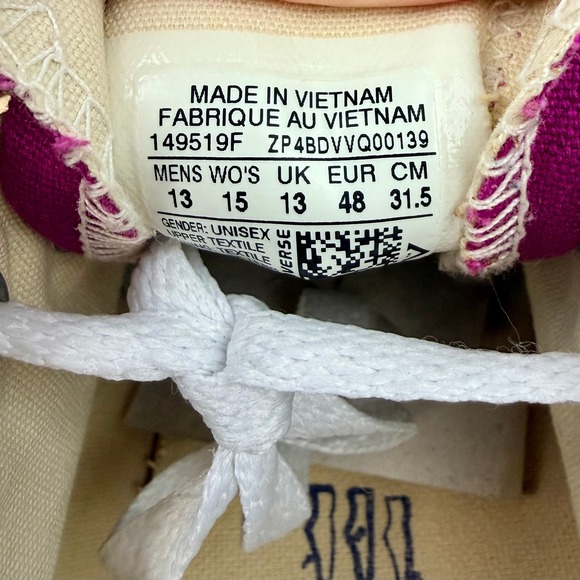 MADE IN VIETNAM
FABRIQUE AU VIETNAM
149519F ZP4BDVVQ00139
MENS WO'S UK EUR CM
13 15 13 48 31.5
GENDER: UNISEX
UPPER TEXTILE
TEXTILE
VERSE